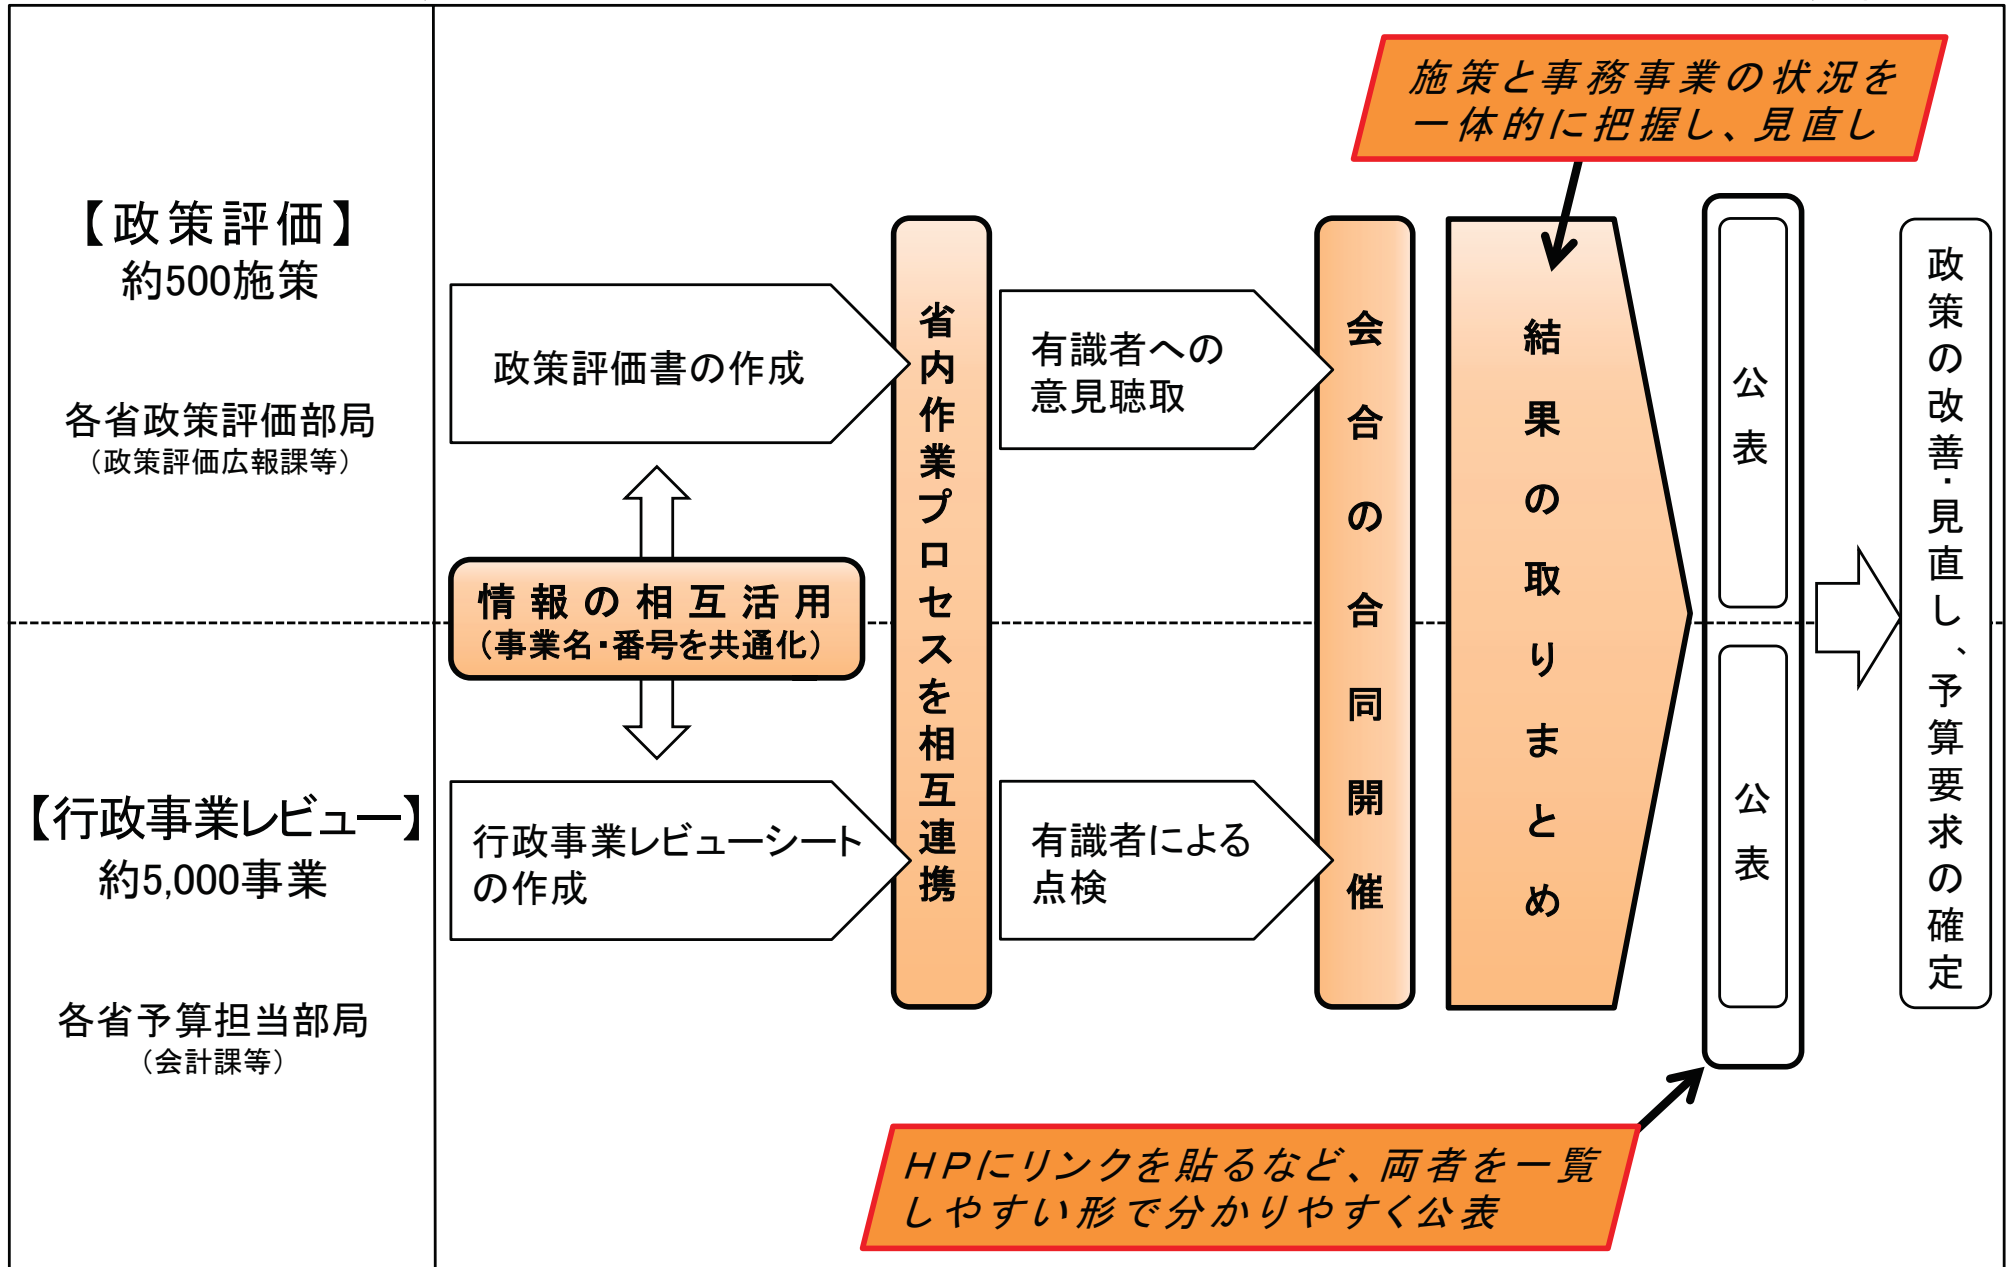 施策と事務事業の状況を
一体的に把握し、見直し
【政策評価】
約500施策
各省政策評価部局
（政策評価広報課等）
政策評価書の作成
情報の相互活用
（事業名・番号を共通化）
【行政事業レビュー】
約5,000事業
各省予算担当部局
（会計課等）
行政事業レビューシート
の作成
省内作業プロセスを相互連携
有識者への
意見聴取
有識者による
点検
会合の合同開催
結果の取りまとめ
公表
公表
政策の改善・見直し、予算要求の確定
ＨＰにリンクを貼るなど、両者を一覧
しやすい形で分かりやすく公表